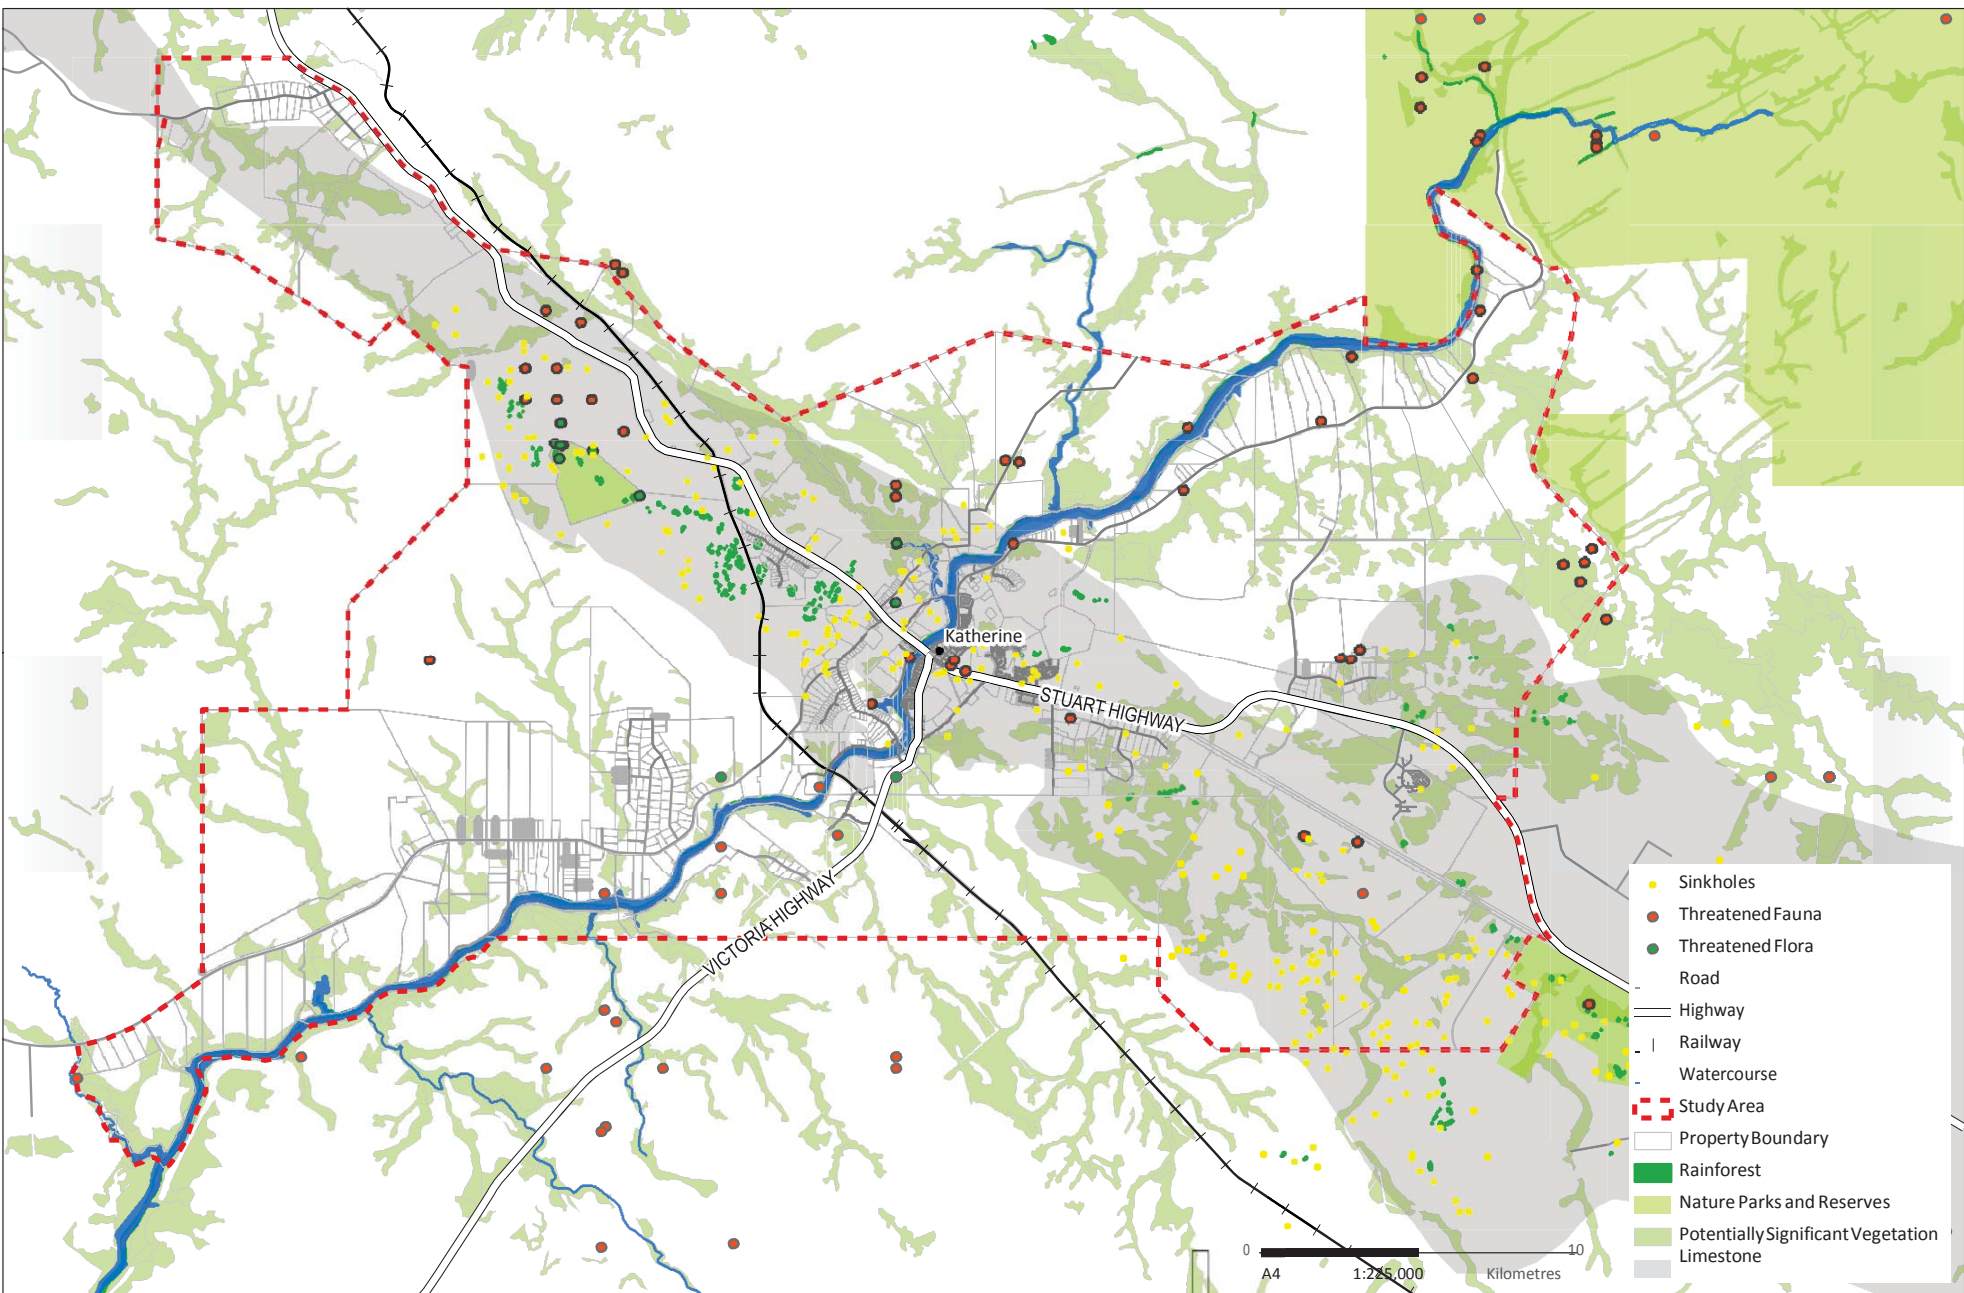 Katherine
STUART HIGHWAY
VICTORIA HIGHWAY
Sinkholes
Threatened Fauna
Threatened Flora
Road
Highway
Railway
Watercourse
Study Area
Property Boundary
Rainforest
Nature Parks and Reserves
Potentially Significant Vegetation
Limestone
0 10
A4 1:225,000 Kilometres